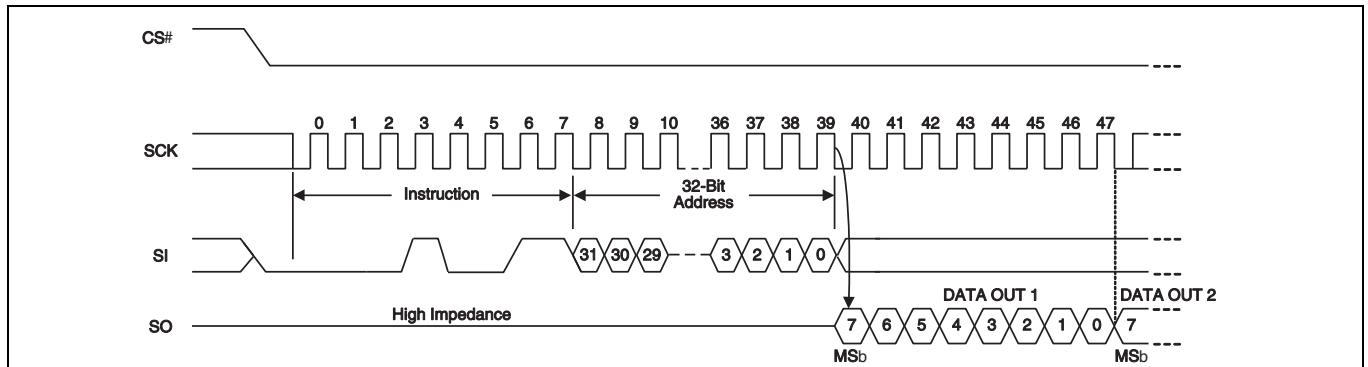 CS#
0 1 2 3 4 5 6 7 8 9 10 36 37 38 39 40 41 42 43 44 45 46 47
SCK
Instruction
32-Bit
Address
SI
31 30 29 3 2 1 0
DATA OUT 1
DATA OUT 2
High Impedance
SO
7 6 5 4 3 2 1 0 7
MSb
MSb